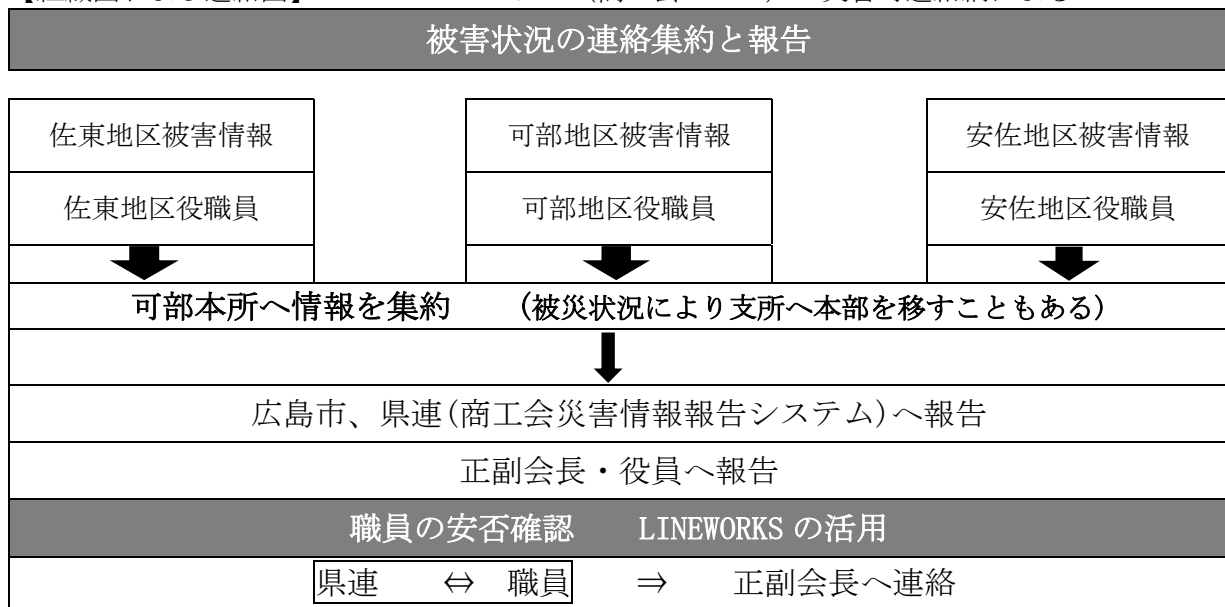 被害状況の連絡集約と報告
佐東地区被害情報 可部地区被害情報 安佐地区被害情報
佐東地区役職員 可部地区役職員 安佐地区役職員
可部本所へ情報を集約 （被災状況により支所へ本部を移すこともある）
広島市、県連(商工会災害情報報告システム)へ報告
正副会長・役員へ報告
職員の安否確認 LINEWORKS の活用
県連 ⇔ 職員 ⇒ 正副会長へ連絡